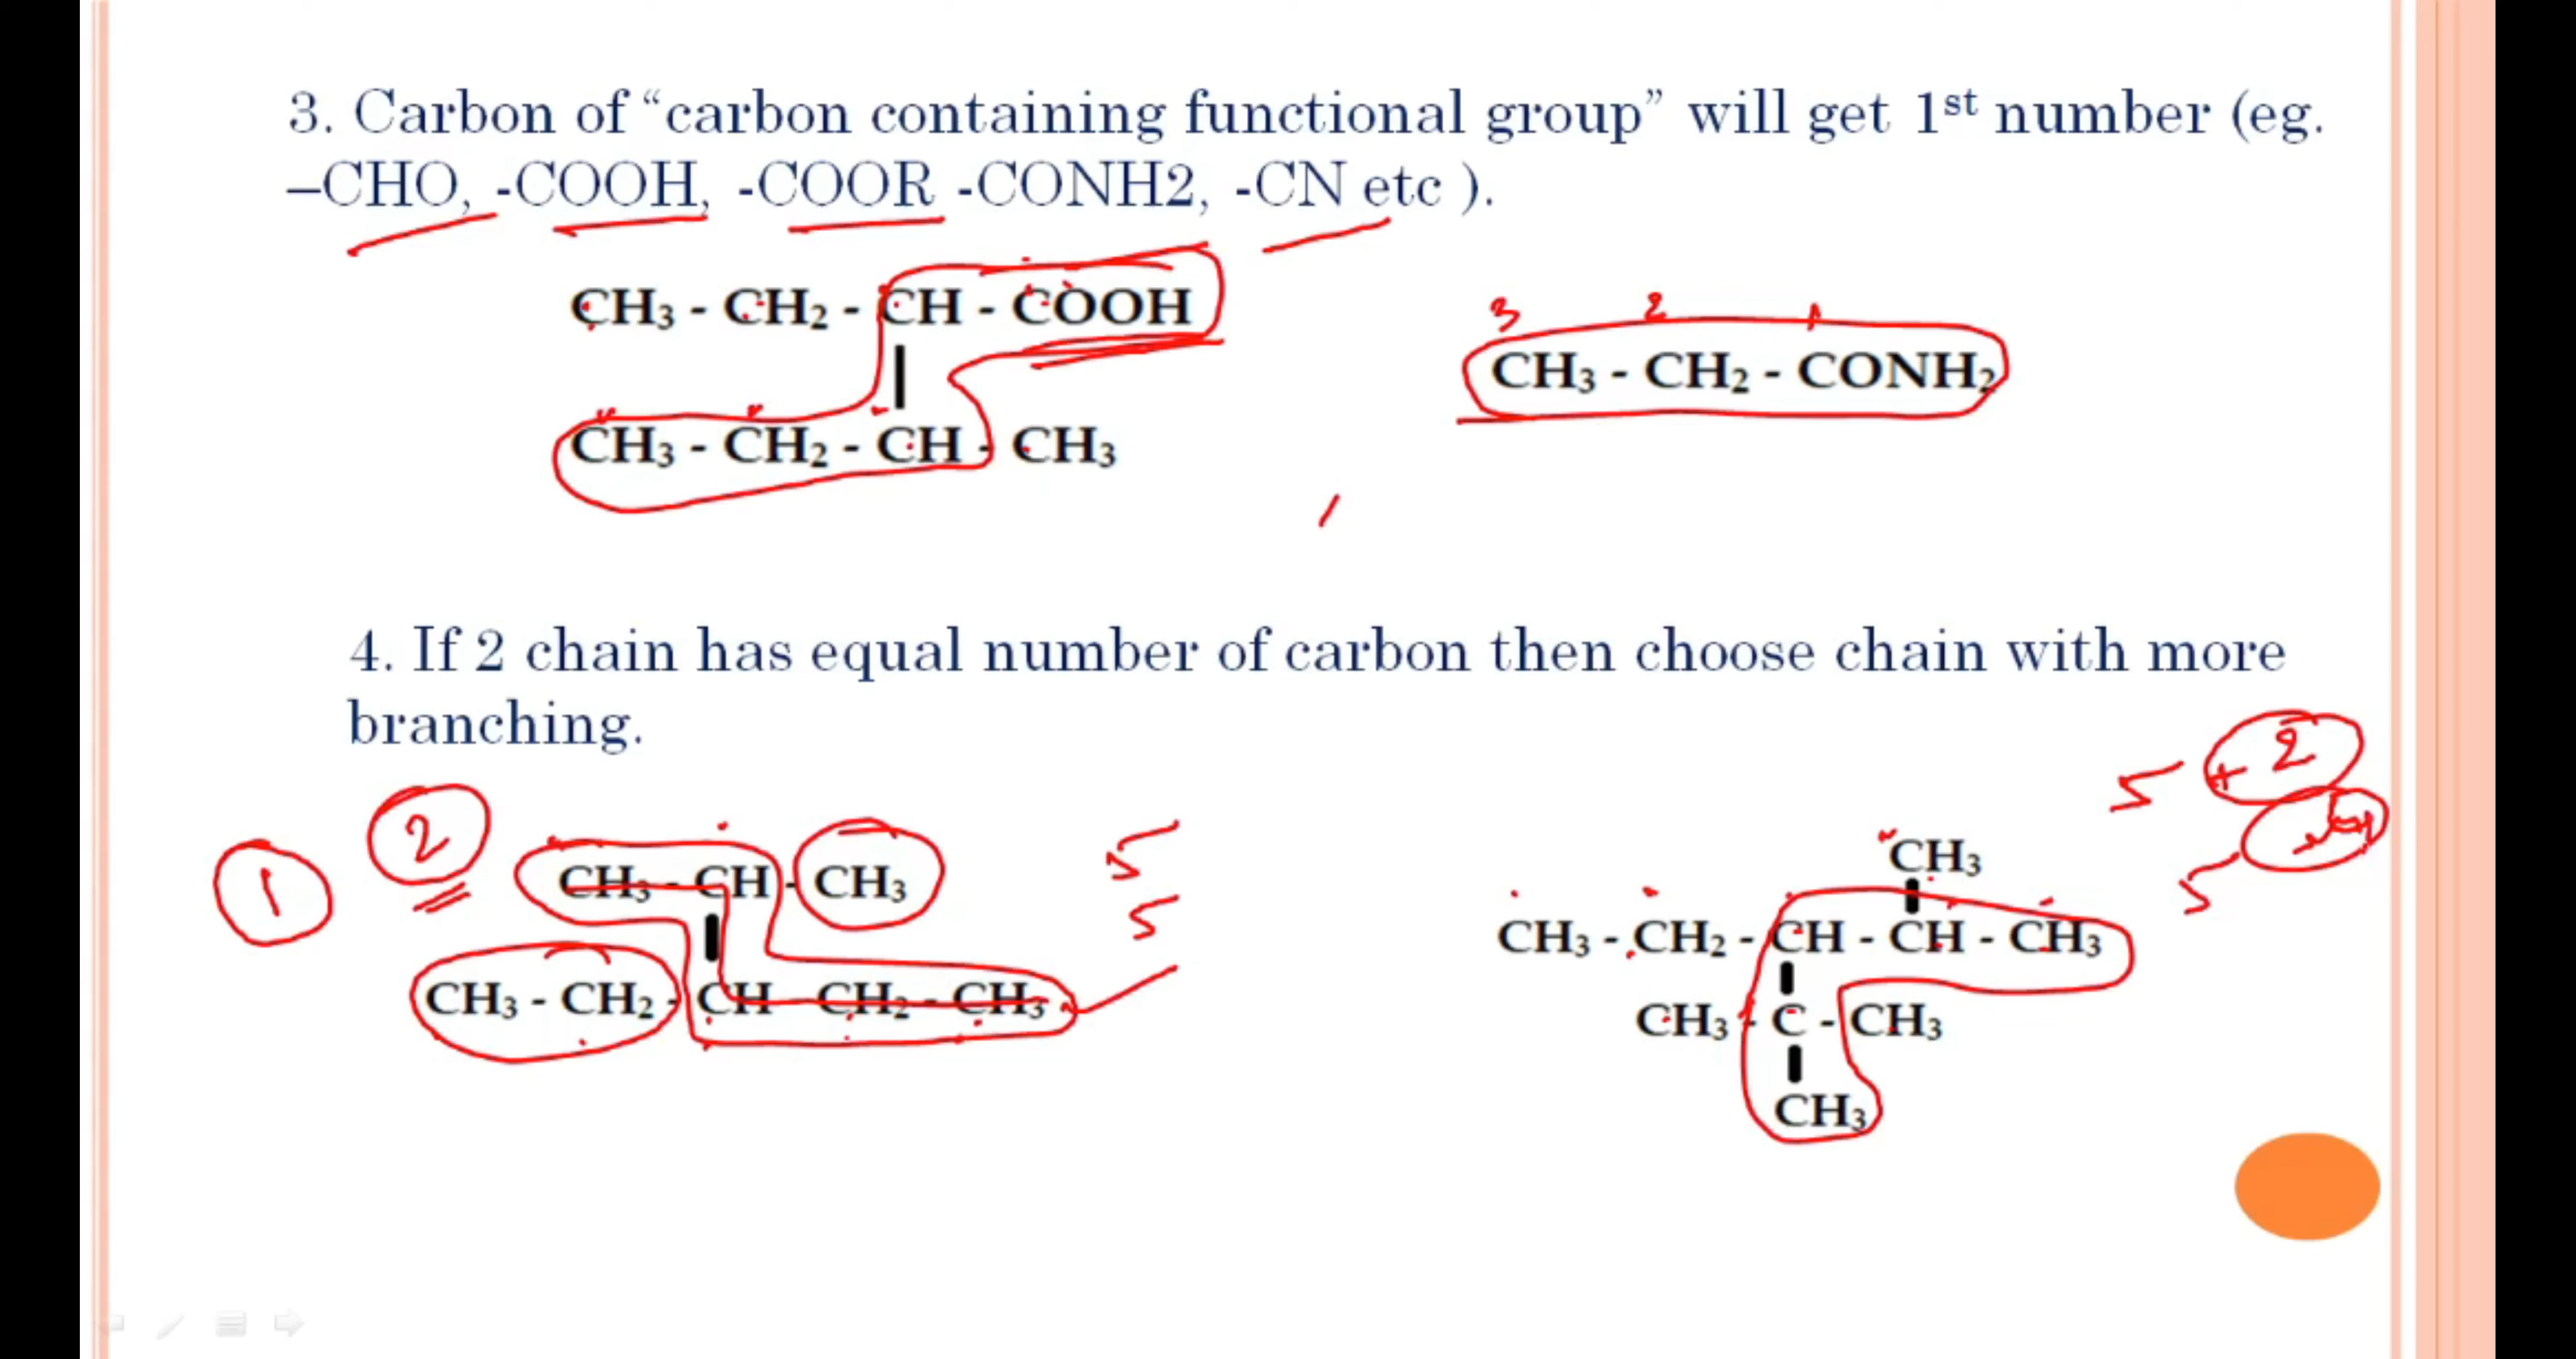 3. Carbon of “carbon containing functional group” will get 1st number (eg.
–CHO, -COOH, -COOR -CONH2, -CN etc ).
CH₃ - CH₂ - CH - COOH
CH₃ - CH₂ - CH - CH₃
3 2 1
CH₃ - CH₂ - CONH₂
4. If 2 chain has equal number of carbon then choose chain with more
branching.
1 2
CH₃ - CH - CH₃
CH₃ - CH₂ - CH - CH₂ - CH₃
5
5
5 + 2
5
CH₃
CH₃ - CH₂ - CH - CH - CH₃
CH₃ - C - CH₃
CH₃